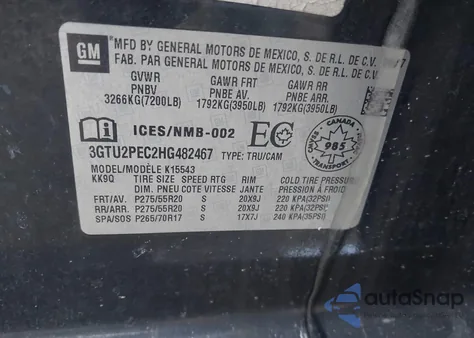 GM
MFD BY GENERAL MOTORS DE MEXICO, S. DE R.L. DE C.V.
FAB. PAR GENERAL MOTORS DE MEXICO, S. DE R.L. DE C.V.
GVWR GAWR FRT GAWR RR
PNBV PNBE AV. PNBE ARR.
3266KG(7200LB) 1792KG(3950LB) 1792KG(3950LB)
ICES/NMB-002 EC
CANADA
985
3GTU2PEC2HG482467 TYPE: TRU/CAM
MODEL/MODÈLE K15543
KK9Q TIRE SIZE SPEED RTG RIM COLD TIRE PRESSURE
DIM. PNEU COTE VITESSE JANTE PRESSION À FROID
FRT/AV. P275/55R20 S 20X9J 220 KPA(32PSI)
RR/ARR. P275/55R20 S 20X9J 220 KPA(32PSI)
SPA/SOS P265/70R17 S 17X7J 240 KPA(35PSI)
autoSnap